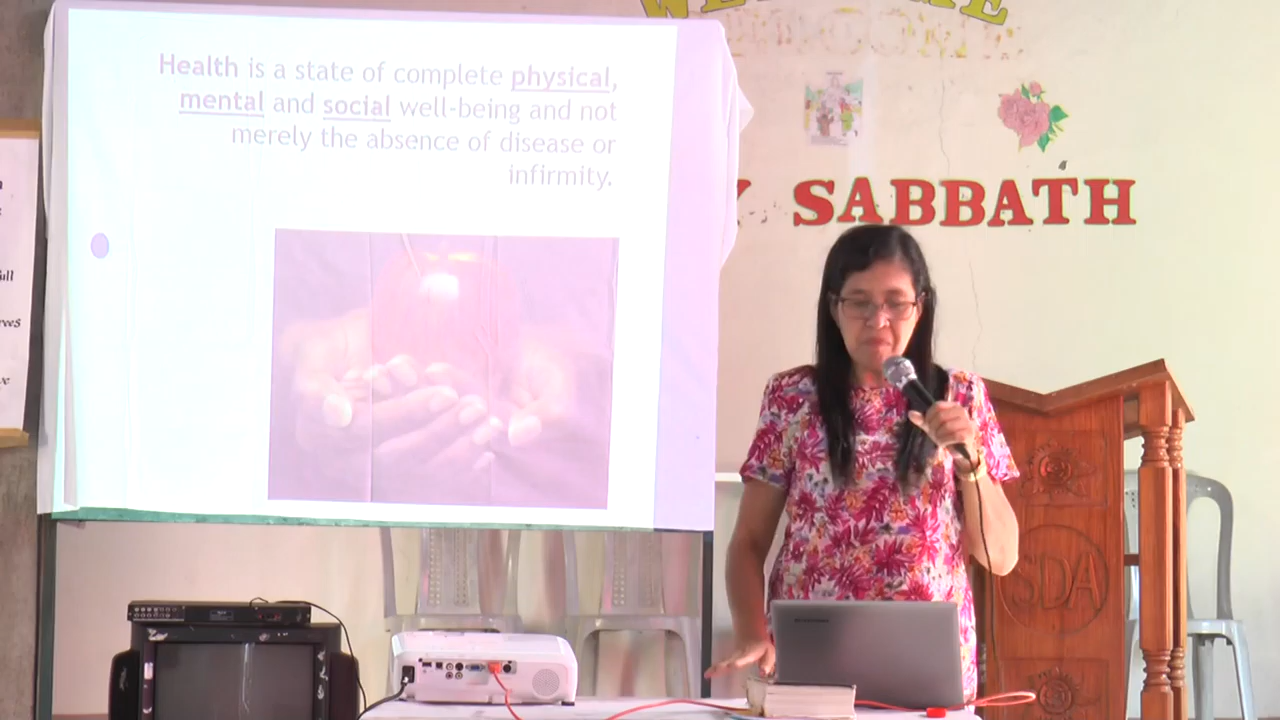 WELCOME
Health is a state of complete physical,
mental and social well-being and not
merely the absence of disease or
infirmity.
SABBATH
SDA